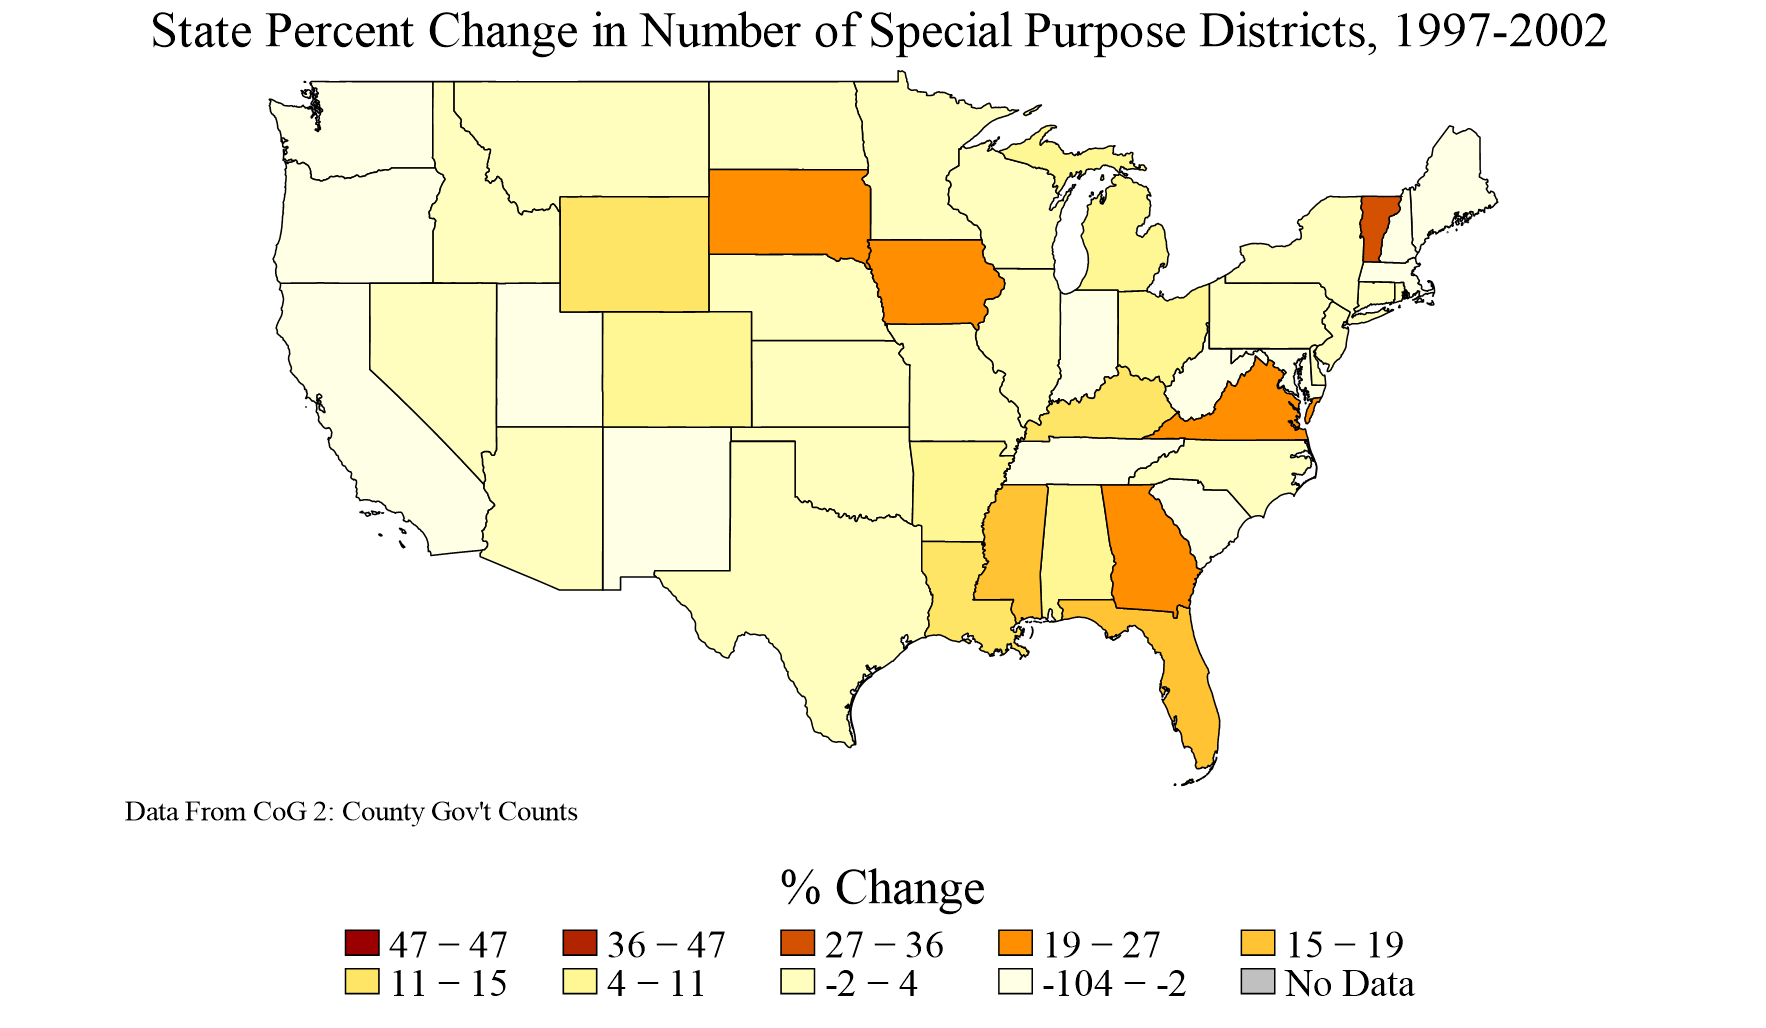 State Percent Change in Number of Special Purpose Districts, 1997-2002
Data From CoG 2: County Gov't Counts
% Change
47 – 47 36 – 47 27 – 36 19 – 27 15 – 19
11 – 15 4 – 11 -2 – 4 -104 – -2 No Data